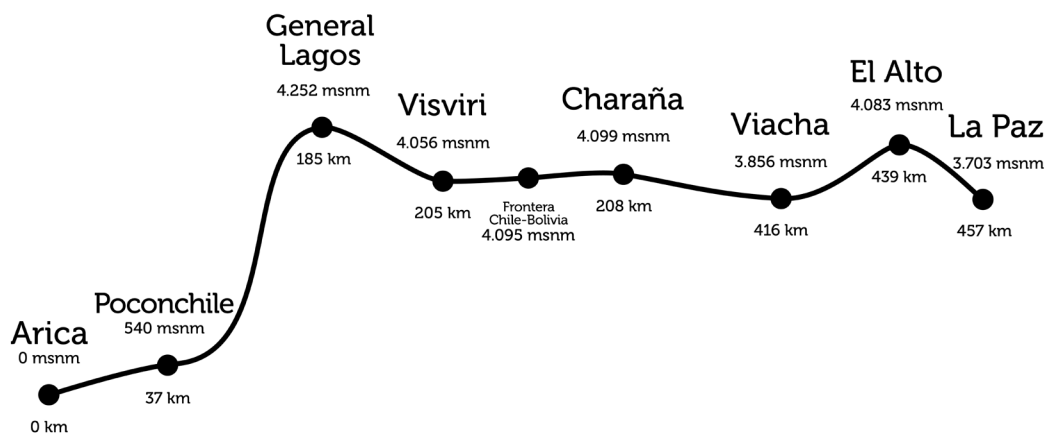 Arica
0 msnm
0 km
Poconchile
540 msnm
37 km
General
Lagos
4.252 msnm
185 km
Visviri
4.056 msnm
205 km
Frontera
Chile-Bolivia
4.095 msnm
Charaña
4.099 msnm
208 km
Viacha
3.856 msnm
416 km
El Alto
4.083 msnm
439 km
La Paz
3.703 msnm
457 km